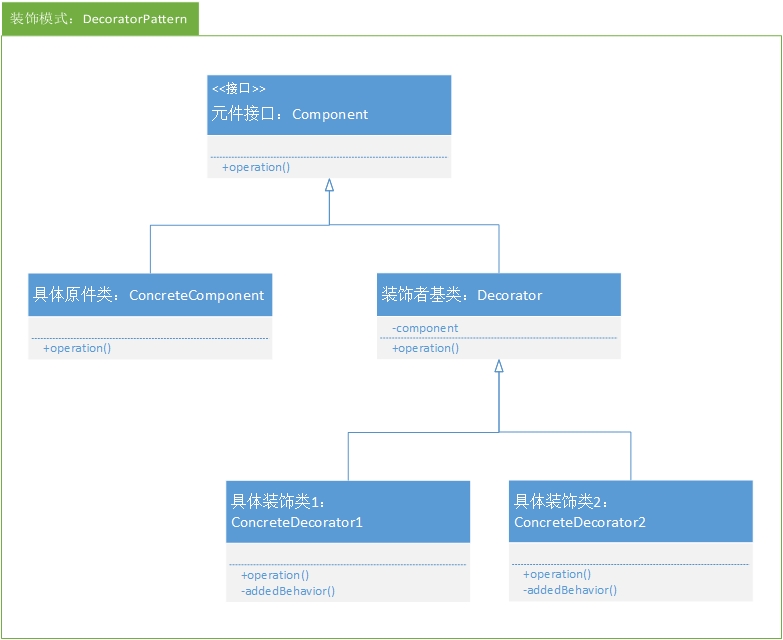 装饰模式：DecoratorPattern
<<接口>>
元件接口：Component
+operation()
具体原件类：ConcreteComponent
+operation()
装饰者基类：Decorator
-component
+operation()
具体装饰类1：
ConcreteDecorator1
+operation()
-addedBehavior()
具体装饰类2：
ConcreteDecorator2
+operation()
-addedBehavior()